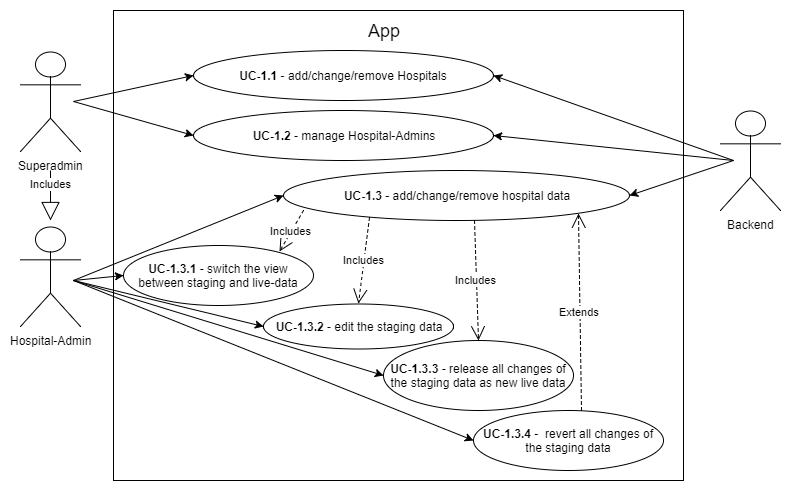 App
UC-1.1 - add/change/remove Hospitals
UC-1.2 - manage Hospital-Admins
Superadmin
Includes
UC-1.3 - add/change/remove hospital data
Backend
Includes
Includes
UC-1.3.1 - switch the view
between staging and live-data
Includes
Extends
UC-1.3.2 - edit the staging data
Hospital-Admin
UC-1.3.3 - release all changes of
the staging data as new live data
UC-1.3.4 - revert all changes of
the staging data